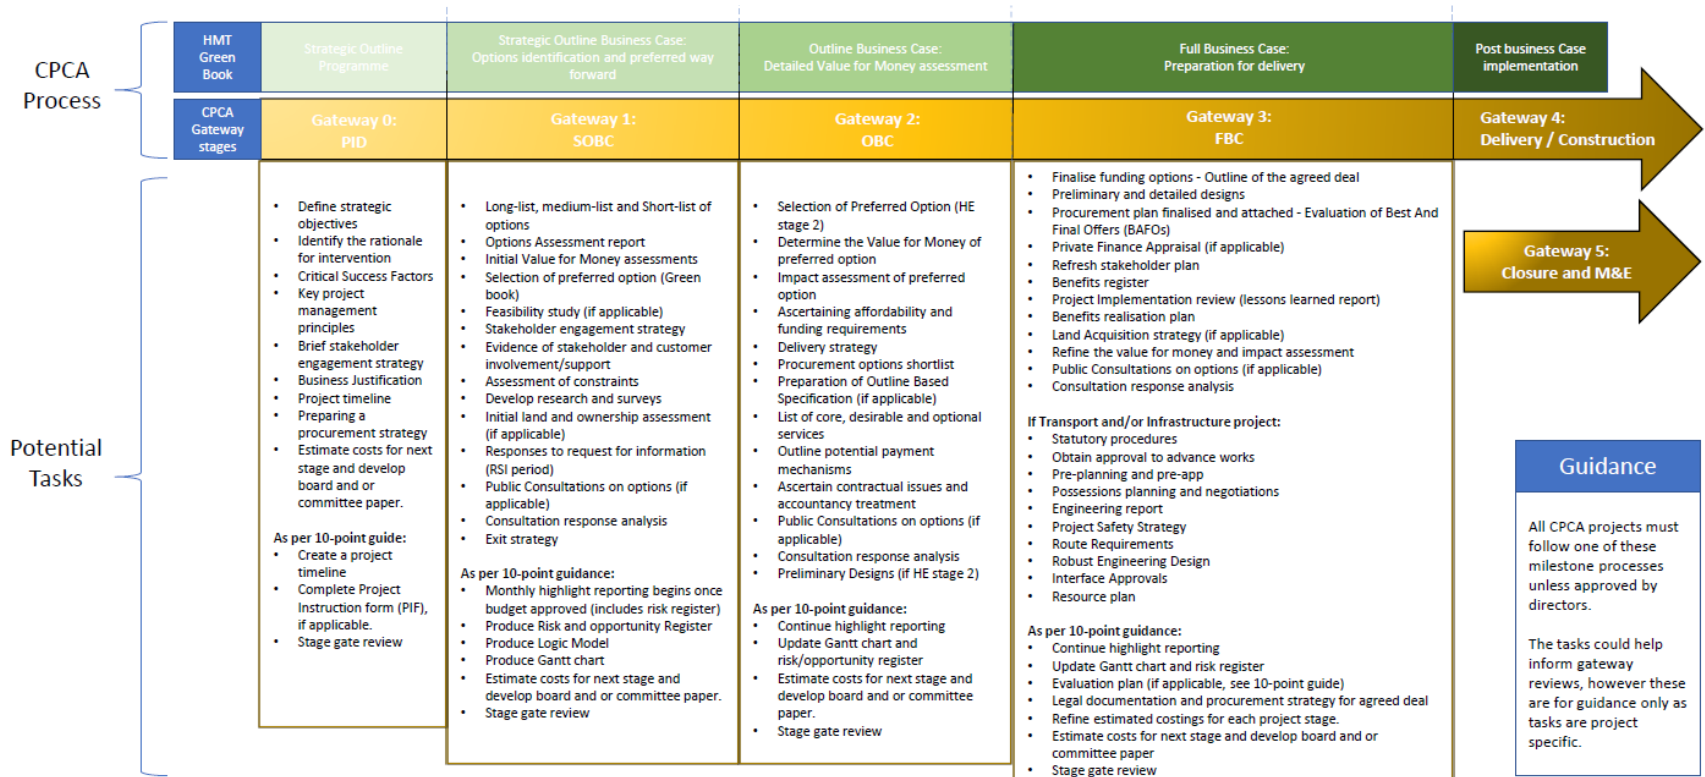 CPCA
Process
HMT
Green
Book
Strategic Outline
Programme
Strategic Outline Business Case:
Options identification and preferred way
forward
Outline Business Case:
Detailed Value for Money assessment
Full Business Case:
Preparation for delivery
Post business Case
implementation
CPCA
Gateway
stages
Gateway 0:
PID
Gateway 1:
SOBC
Gateway 2:
OBC
Gateway 3:
FBC
Gateway 4:
Delivery / Construction
Gateway 5:
Closure and M&E
Potential
Tasks
• Define strategic
objectives
• Identify the rationale
for intervention
• Critical Success Factors
• Key project
management
principles
• Brief stakeholder
engagement strategy
• Business Justification
• Project timeline
• Preparing a
procurement strategy
• Estimate costs for next
stage and develop
board and or
committee paper.
As per 10-point guide:
• Create a project
timeline
• Complete Project
Instruction form (PIF),
if applicable.
• Stage gate review
• Long-list, medium-list and Short-list of
options
• Options Assessment report
• Initial Value for Money assessments
• Selection of preferred option (Green
book)
• Feasibility study (if applicable)
• Stakeholder engagement strategy
• Evidence of stakeholder and customer
involvement/support
• Assessment of constraints
• Develop research and surveys
• Initial land and ownership assessment
(if applicable)
• Responses to request for information
(RSI period)
• Public Consultations on options (if
applicable)
• Consultation response analysis
• Exit strategy
As per 10-point guidance:
• Monthly highlight reporting begins once
budget approved (includes risk register)
• Produce Risk and opportunity Register
• Produce Logic Model
• Produce Gantt chart
• Estimate costs for next stage and
develop board and or committee paper.
• Stage gate review
• Selection of Preferred Option (HE
stage 2)
• Determine the Value for Money of
preferred option
• Impact assessment of preferred
option
• Ascertaining affordability and
funding requirements
• Delivery strategy
• Procurement options shortlist
• Preparation of Outline Based
Specification (if applicable)
• List of core, desirable and optional
services
• Outline potential payment
mechanisms
• Ascertain contractual issues and
accountancy treatment
• Public Consultations on options (if
applicable)
• Consultation response analysis
• Preliminary Designs (if HE stage 2)
As per 10-point guidance:
• Continue highlight reporting
• Update Gantt chart and
risk/opportunity register
• Estimate costs for next stage and
develop board and or committee
paper.
• Stage gate review
• Finalise funding options - Outline of the agreed deal
• Preliminary and detailed designs
• Procurement plan finalised and attached - Evaluation of Best And
Final Offers (BAFOs)
• Private Finance Appraisal (if applicable)
• Refresh stakeholder plan
• Benefits register
• Project Implementation review (lessons learned report)
• Benefits realisation plan
• Land Acquisition strategy (if applicable)
• Refine the value for money and impact assessment
• Public Consultations on options (if applicable)
• Consultation response analysis
If Transport and/or Infrastructure project:
• Statutory procedures
• Obtain approval to advance works
• Pre-planning and pre-app
• Possessions planning and negotiations
• Engineering report
• Project Safety Strategy
• Route Requirements
• Robust Engineering Design
• Interface Approvals
• Resource plan
As per 10-point guidance:
• Continue highlight reporting
• Update Gantt chart and risk register
• Evaluation plan (if applicable, see 10-point guide)
• Legal documentation and procurement strategy for agreed deal
• Refine estimated costings for each project stage.
• Estimate costs for next stage and develop board and or
committee paper
• Stage gate review
Guidance
All CPCA projects must
follow one of these
milestone processes
unless approved by
directors.
The tasks could help
inform gateway
reviews, however these
are for guidance only as
tasks are project
specific.